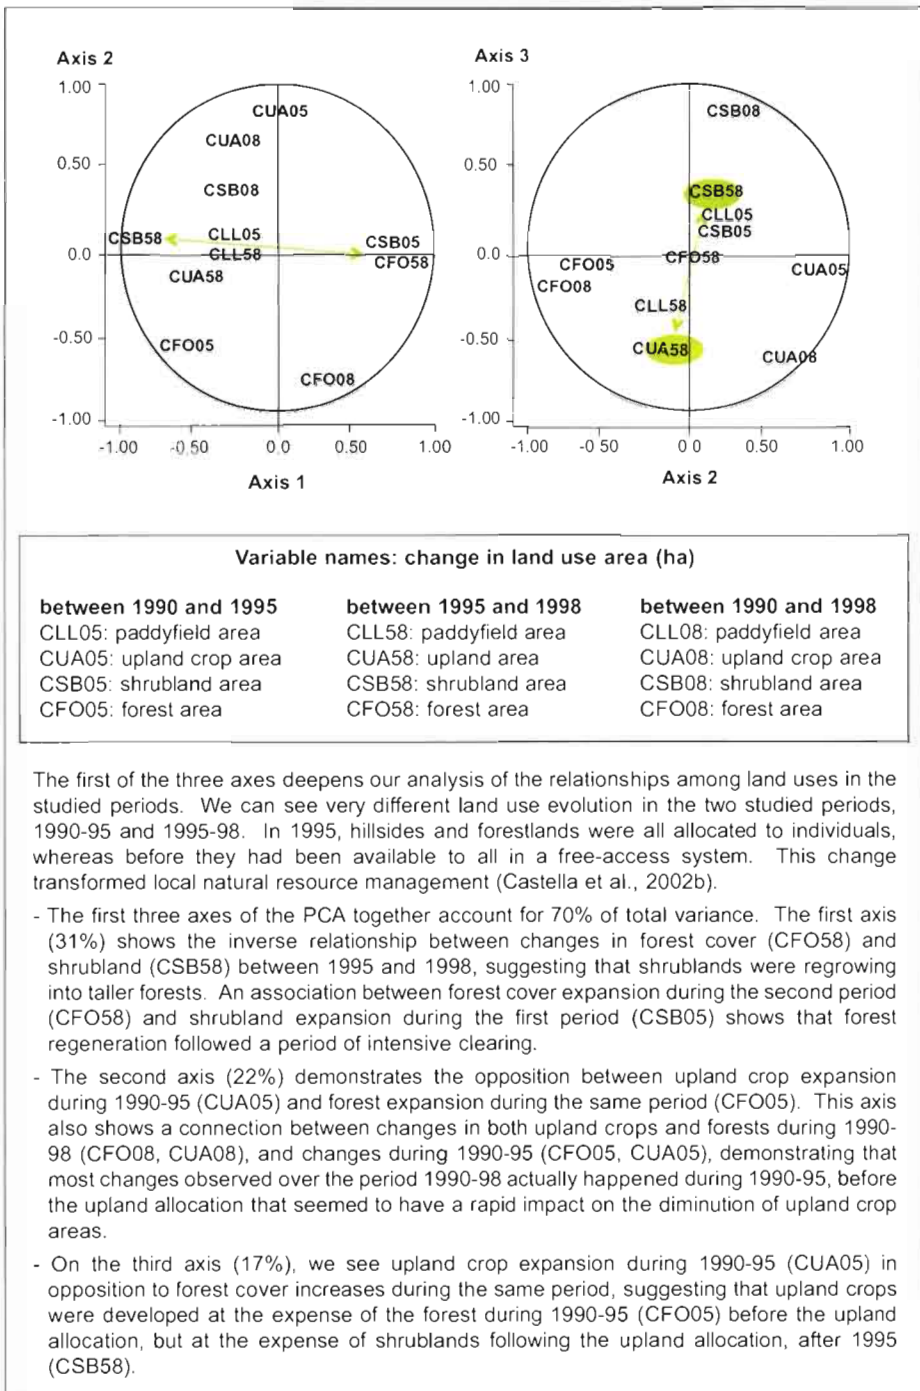 Axis 2
1.00
0.50
0.0
-0.50
-1.00
CUA05
CUA08
CSB08
CSB58
CLL05
CLL58
CSB05
CFO58
CUA58
CFO05
CFO08
-1.00
-0.50
0.0
0.50
1.00
Axis 1
Axis 3
1.00
0.50
0.0
-0.50
-1.00
CSB08
CSB58
CLL05
CSB05
CFO58
CFO05
CFO08
CUA05
CLL58
CUA58
CUA08
-1.00
-0 50
0 0
0.50
1.00
Axis 2
Variable names: change in land use area (ha)
between 1990 and 1995
CLL05: paddyfield area
CUA05: upland crop area
CSB05: shrubland area
CFO05: forest area
between 1995 and 1998
CLL58: paddyfield area
CUA58: upland area
CSB58: shrubland area
CFO58: forest area
between 1990 and 1998
CLL08: paddyfield area
CUA08: upland crop area
CSB08: shrubland area
CFO08: forest area
The first of the three axes deepens our analysis of the relationships among land uses in the
studied periods. We can see very different land use evolution in the two studied periods,
1990-95 and 1995-98. In 1995, hillsides and forestlands were all allocated to individuals,
whereas before they had been available to all in a free-access system. This change
transformed local natural resource management (Castella et al., 2002b).
- The first three axes of the PCA together account for 70% of total variance. The first axis
(31%) shows the inverse relationship between changes in forest cover (CFO58) and
shrubland (CSB58) between 1995 and 1998, suggesting that shrublands were regrowing
into taller forests. An association between forest cover expansion during the second period
(CFO58) and shrubland expansion during the first period (CSB05) shows that forest
regeneration followed a period of intensive clearing.
- The second axis (22%) demonstrates the opposition between upland crop expansion
during 1990-95 (CUA05) and forest expansion during the same period (CFO05). This axis
also shows a connection between changes in both upland crops and forests during 1990-
98 (CFO08, CUA08), and changes during 1990-95 (CFO05, CUA05), demonstrating that
most changes observed over the period 1990-98 actually happened during 1990-95, before
the upland allocation that seemed to have a rapid impact on the diminution of upland crop
areas.
- On the third axis (17%), we see upland crop expansion during 1990-95 (CUA05) in
opposition to forest cover increases during the same period, suggesting that upland crops
were developed at the expense of the forest during 1990-95 (CFO05) before the upland
allocation, but at the expense of shrublands following the upland allocation, after 1995
(CSB58).